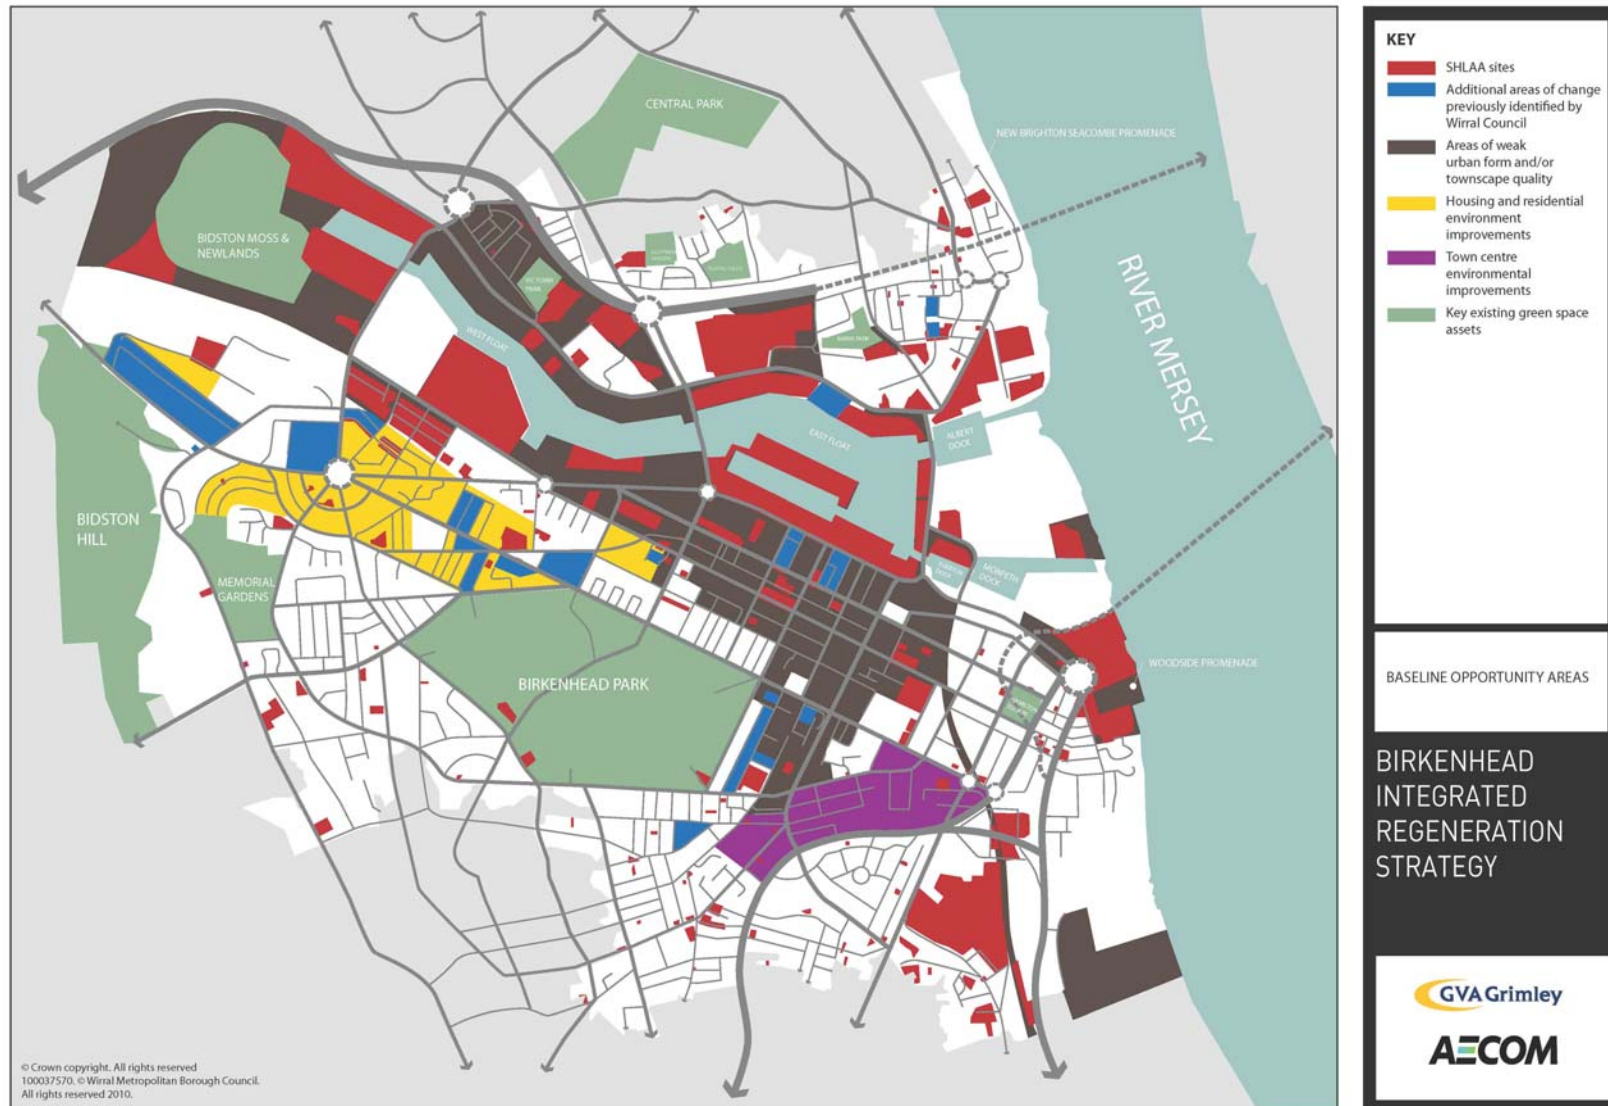 CENTRAL PARK
NEW BRIGHTON SEACOMBE PROMENADE
BIDSTON MOSS &
NEWLANDS
VICTORIA
PARK
WEST FLOAT
RIVER MERSEY
EAST FLOAT
ALBERT
DOCK
BIDSTON
HILL
MEMORIAL
GARDENS
MORPETH
DOCK
BIRKENHEAD PARK
WOODSIDE PROMENADE
HAMILTON
SQUARE
© Crown copyright. All rights reserved
100037570. © Wirral Metropolitan Borough Council.
All rights reserved 2010.
KEY
SHLAA sites
Additional areas of change
previously identified by
Wirral Council
Areas of weak
urban form and/or
townscape quality
Housing and residential
environment
improvements
Town centre
environmental
improvements
Key existing green space
assets
BASELINE OPPORTUNITY AREAS
BIRKENHEAD
INTEGRATED
REGENERATION
STRATEGY
GVA Grimley
AECOM